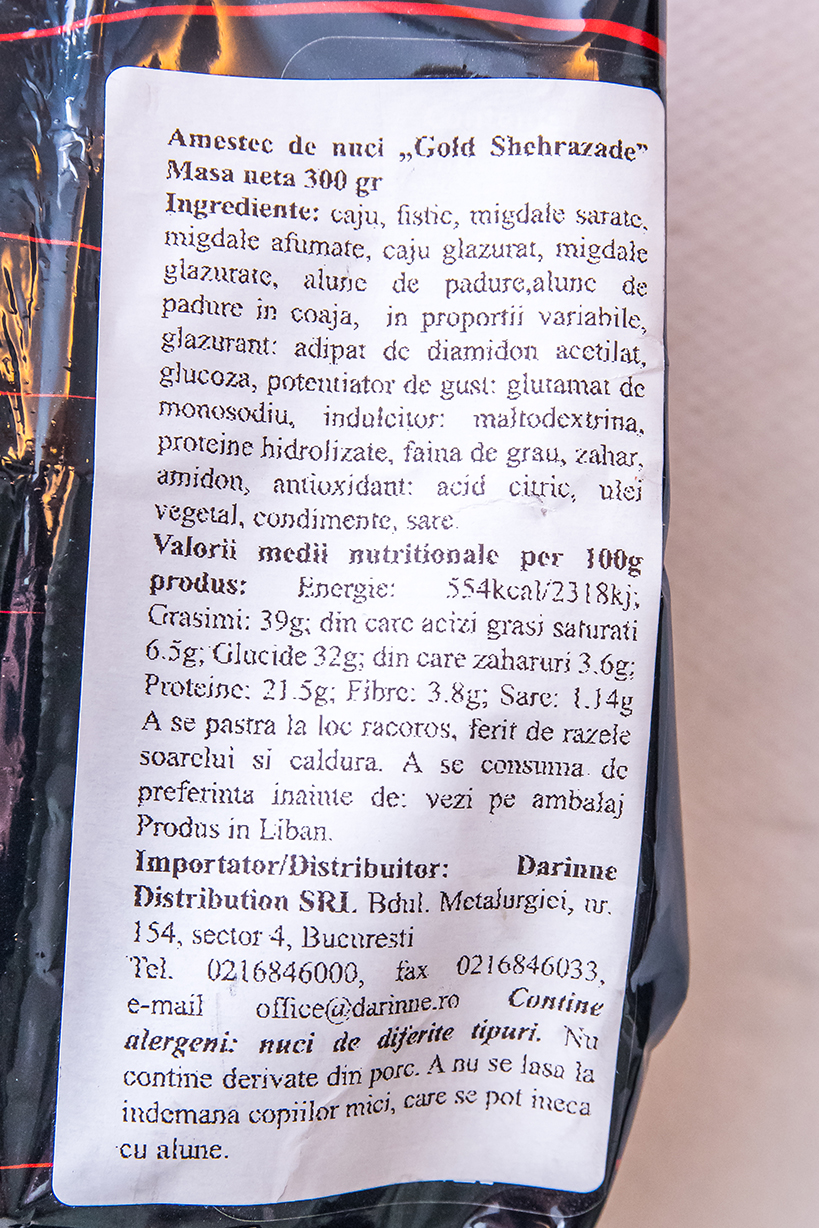 Amestec de nuci „Gold Shehrazade”
Masa neta 300 gr
Ingrediente: caju, fistic, migdale sarate,
migdale afumate, caju glazurat, migdale
glazurate, alune de padure,alune de
padure in coaja, in proportii variabile,
glazurant: adipat de diamidon acetilat,
glucoza, potentiator de gust: glutamat de
monosodiu, indulcitor: maltodextrina,
proteine hidrolizate, faina de grau, zahar,
amidon, antioxidant: acid citric, ulei
vegetal, condimente, sare.
Valorii medii nutritionale per 100g
produs: Energie: 554kcal/2318kj;
Grasimi: 39g; din care acizi grasi saturati
6.5g; Glucide 32g; din care zaharuri 3.6g;
Proteine: 21.5g; Fibre: 3.8g; Sare: 1.14g
A se pastra la loc racoros, ferit de razele
soarelui si caldura. A se consuma de
preferinta inainte de: vezi pe ambalaj
Produs in Liban.
Importator/Distribuitor: Darinne
Distribution SRL Bdul. Metalurgiei, nr.
154, sector 4, Bucuresti
Tel. 0216846000, fax 0216846033,
e-mail office@darinne.ro Contine
alergeni: nuci de diferite tipuri. Nu
contine derivate din porc. A nu se lasa la
indemana copiilor mici, care se pot ineca
cu alune.